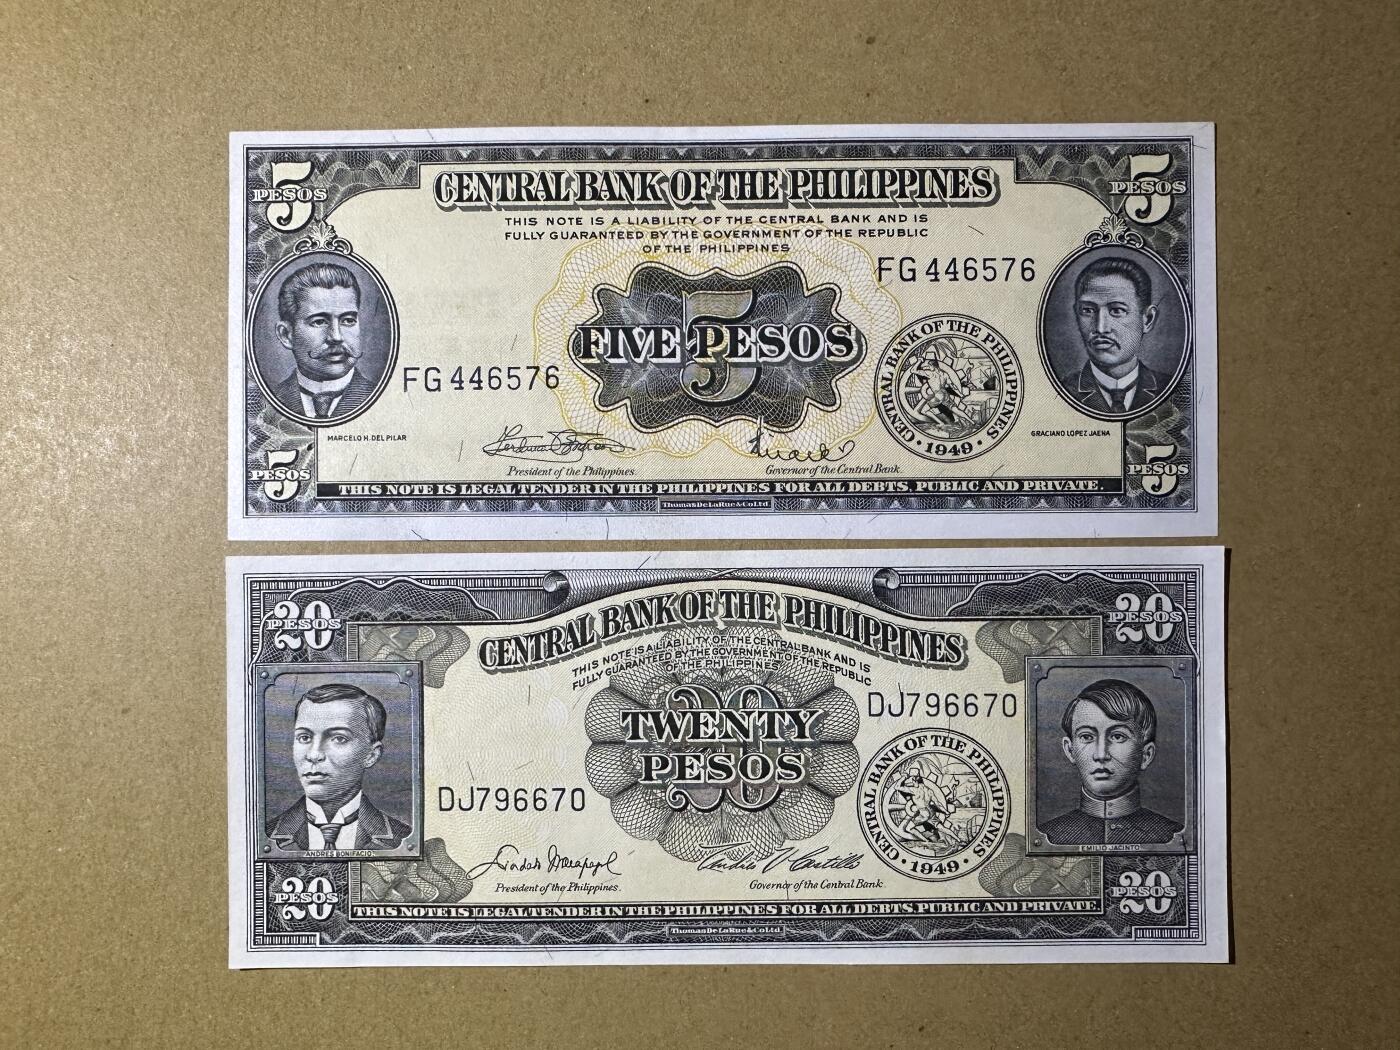 5 PESOS
5 PESOS
CENTRAL BANK OF THE PHILIPPINES
THIS NOTE IS A LIABILITY OF THE CENTRAL BANK AND IS
FULLY GUARANTEED BY THE GOVERNMENT OF THE REPUBLIC
OF THE PHILIPPINES
FG446576
5
FIVE PESOS
FG446576
CENTRAL BANK OF THE PHILIPPINES
· 1949 ·
MARCELO H. DEL PILAR
GRACIANO LOPEZ JAENA
President of the Philippines.
Governor of the Central Bank.
5 PESOS
5 PESOS
THIS NOTE IS LEGAL TENDER IN THE PHILIPPINES FOR ALL DEBTS, PUBLIC AND PRIVATE.
Thomas De La Rue & Co Ltd
20 PESOS
20 PESOS
CENTRAL BANK OF THE PHILIPPINES
THIS NOTE IS A LIABILITY OF THE CENTRAL BANK AND IS
FULLY GUARANTEED BY THE GOVERNMENT OF THE REPUBLIC
OF THE PHILIPPINES
DJ796670
20
TWENTY
PESOS
DJ796670
CENTRAL BANK OF THE PHILIPPINES
· 1949 ·
ANDRES BONIFACIO
EMILIO JACINTO
Diosdado Macapagal
Andres V Castillo
President of the Philippines.
Governor of the Central Bank.
20 PESOS
20 PESOS
THIS NOTE IS LEGAL TENDER IN THE PHILIPPINES FOR ALL DEBTS, PUBLIC AND PRIVATE.
Thomas De La Rue & Co Ltd.